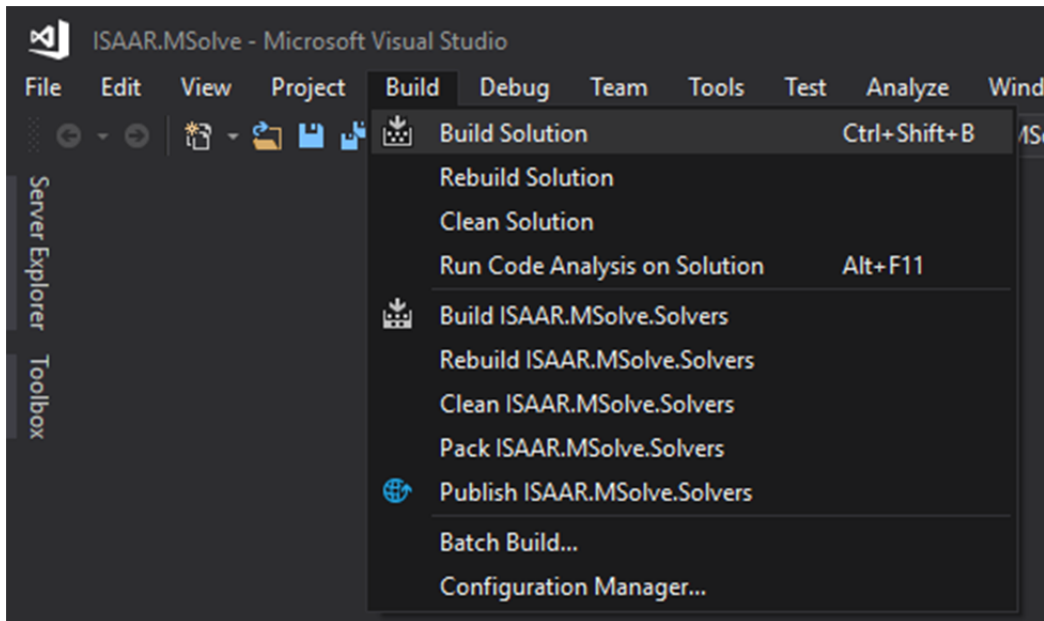 ISAAR.MSolve - Microsoft Visual Studio
File Edit View Project Build Debug Team Tools Test Analyze Wind
Build Solution Ctrl+Shift+B
Rebuild Solution
Clean Solution
Run Code Analysis on Solution Alt+F11
Build ISAAR.MSolve.Solvers
Rebuild ISAAR.MSolve.Solvers
Clean ISAAR.MSolve.Solvers
Pack ISAAR.MSolve.Solvers
Publish ISAAR.MSolve.Solvers
Batch Build...
Configuration Manager...
Server Explorer
Toolbox